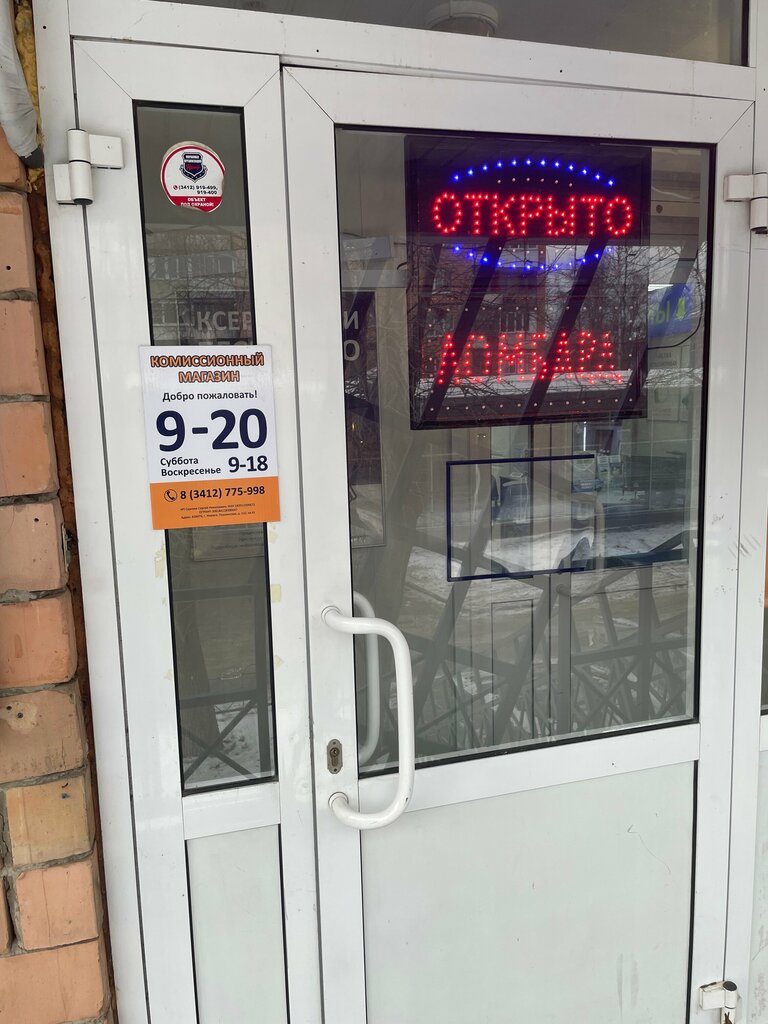 (3412) 919-499,
919-400
ОБЪЕКТ
ПОД ОХРАНОЙ!
ОТКРЫТО
ЛОМБАРД
КОМИССИОННЫЙ
МАГАЗИН
Добро пожаловать!
9-20
Суббота
Воскресенье 9-18
8 (3412) 775-998